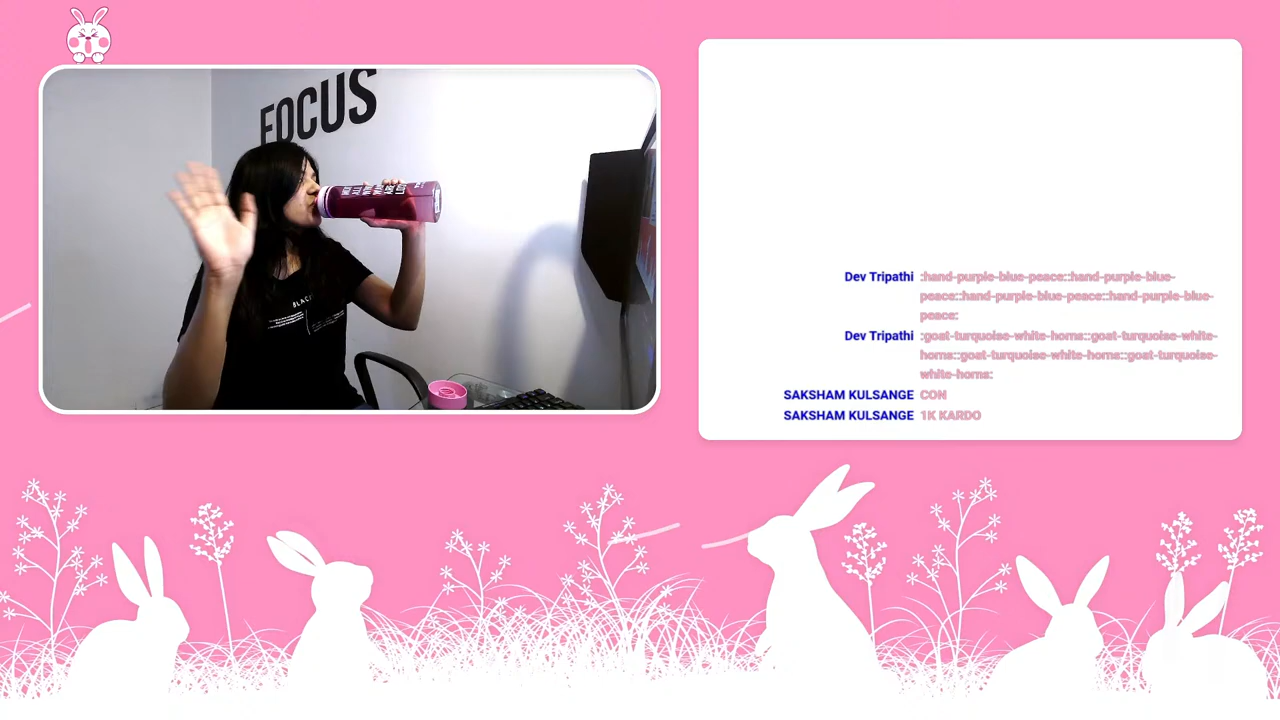 FOCUS
BLACK
Dev Tripathi :hand-purple-blue-peace::hand-purple-blue-
peace::hand-purple-blue-peace::hand-purple-blue-
peace:
Dev Tripathi :goat-turquoise-white-horns::goat-turquoise-white-
horns::goat-turquoise-white-horns::goat-turquoise-
white-horns:
SAKSHAM KULSANGE CON
SAKSHAM KULSANGE 1K KARDO